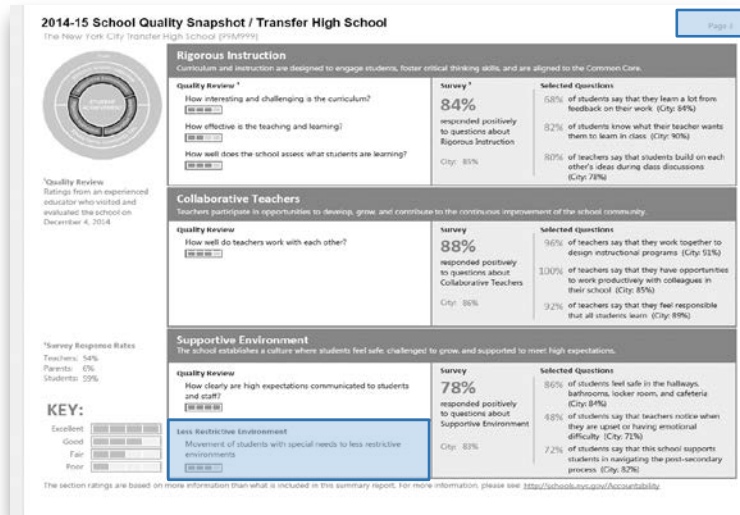 2014-15 School Quality Snapshot / Transfer High School
The New York City Transfer High School
Rigorous Instruction
Curriculum and instruction are designed to engage students, foster critical thinking skills, and are aligned to the Common Core.
Quality Review ¹
How interesting and challenging is the curriculum?
How effective is the teaching and learning?
How well does the school assess what students are learning?
Survey ²
84%
responded positively
to questions about
Rigorous Instruction
City: 85%
Selected Questions
68% of students say that they learn a lot from
feedback on their work (City: 84%)
82% of students know what their teacher wants
them to learn in class (City: 90%)
80% of teachers say that students build on each
other's ideas during class discussions
(City: 78%)
¹Quality Review
Ratings from an experienced
educator who visited and
evaluated the school on
December 4, 2014
Collaborative Teachers
Teachers participate in opportunities to develop, grow, and contribute to the continuous improvement of the school community.
Quality Review
How well do teachers work with each other?
Survey
88%
responded positively
to questions about
Collaborative Teachers
City: 86%
Selected Questions
96% of teachers say that they work together to
design instructional programs (City: 91%)
100% of teachers say that they have opportunities
to work productively with colleagues in
their school (City: 85%)
92% of teachers say that they feel responsible
that all students learn (City: 89%)
²Survey Response Rates
Teachers: 94%
Parents: 6%
Students: 59%
KEY:
Excellent
Good
Fair
Poor
Supportive Environment
The school establishes a culture where students feel safe, challenged to grow, and supported to meet high expectations.
Quality Review
How clearly are high expectations communicated to students
and staff?
Less Restrictive Environment
Movement of students with special needs to less restrictive
environments
Survey
78%
responded positively
to questions about
Supportive Environment
City: 83%
Selected Questions
86% of students feel safe in the hallways,
bathrooms, locker room, and cafeteria
(City: 84%)
48% of students say that teachers notice when
they are upset or having emotional
difficulty (City: 71%)
72% of students say that this school supports
students in navigating the post-secondary
process (City: 82%)
The section ratings are based on more information than what is included in this summary report. For more information, please see: http://schools.nyc.gov/Accountability